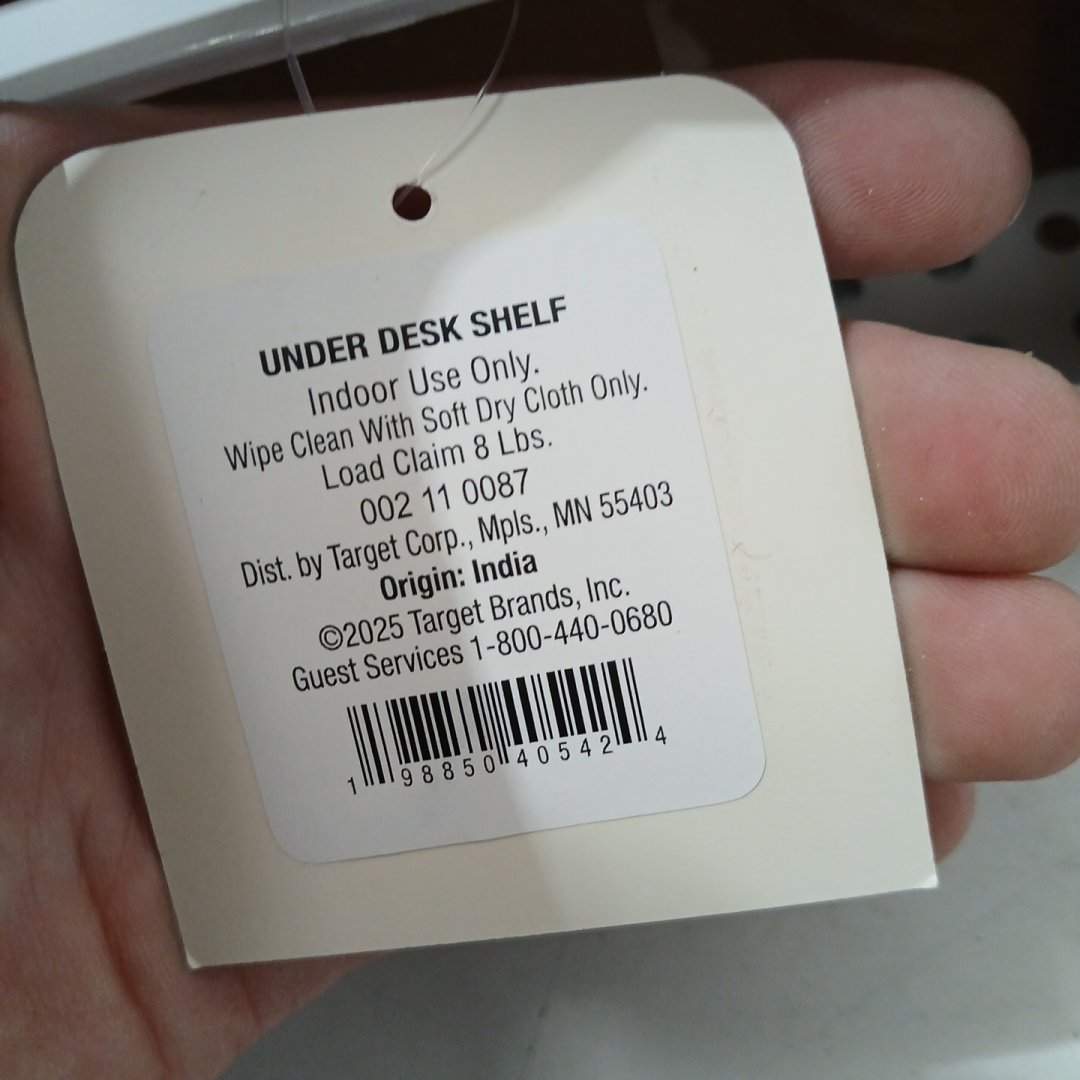 UNDER DESK SHELF
Indoor Use Only.
Wipe Clean With Soft Dry Cloth Only.
Load Claim 8 Lbs.
002 11 0087
Dist. by Target Corp., Mpls., MN 55403
Origin: India
©2025 Target Brands, Inc.
Guest Services 1-800-440-0680
1 98850 40542 4